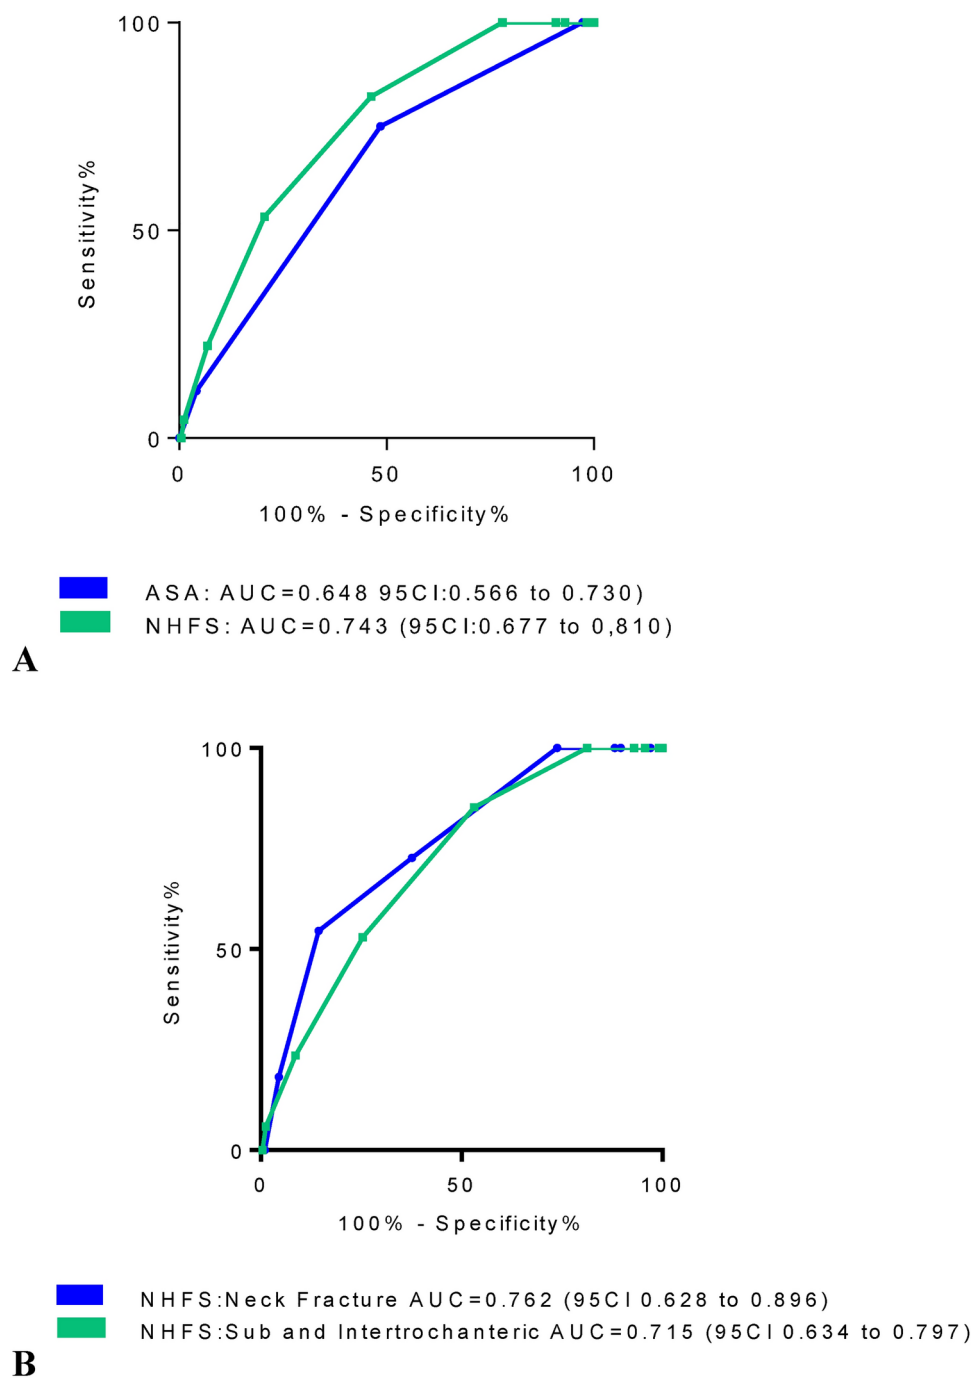 100
50
0
Sensitivity%
0 50 100
100% - Specificity%
ASA: AUC=0.648 95CI:0.566 to 0.730)
NHFS: AUC=0.743 (95CI:0.677 to 0,810)
A
100
50
0
Sensitivity%
0 50 100
100% - Specificity%
NHFS:Neck Fracture AUC=0.762 (95CI 0.628 to 0.896)
NHFS:Sub and Intertrochanteric AUC=0.715 (95CI 0.634 to 0.797)
B